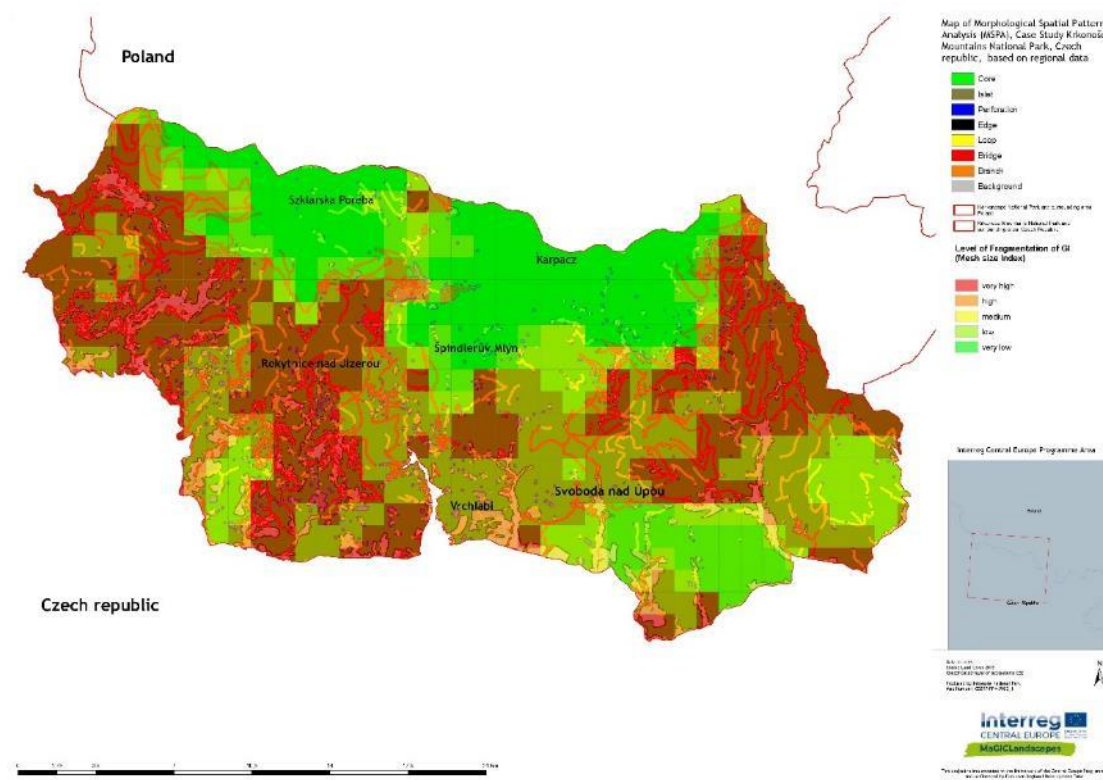 Map of Morphological Spatial Pattern
Analysis (MSPA), Case Study Krkonoše
Mountains National Park, Czech
republic, based on regional data
Core
Islet
Perforation
Edge
Loop
Bridge
Branch
Background
Level of Fragmentation of GI
(Mesh size Index)
very high
high
medium
low
very low
Poland
Szklarska Poreba
Karpacz
Špindlerův Mlýn
Rokytnice nad Jizerou
Svoboda nad Úpou
Vrchlabí
Czech republic
Interreg Central Europe Programme Area
Poland
N
Interreg
CENTRAL EUROPE
MaGICLandscapes